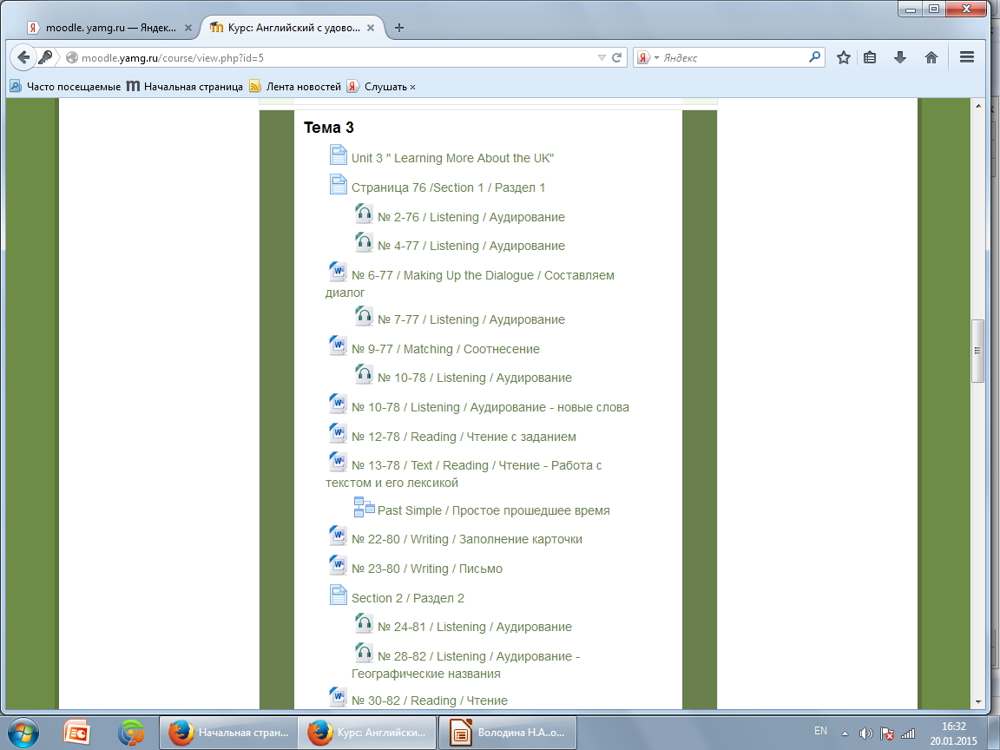 moodle. yamg.ru — Яндек...
Курс: Английский с удово...
moodle.yamg.ru/course/view.php?id=5
Яндекс
Часто посещаемые
Начальная страница
Лента новостей
Слушать
Тема 3
Unit 3 " Learning More About the UK"
Страница 76 /Section 1 / Раздел 1
№ 2-76 / Listening / Аудирование
№ 4-77 / Listening / Аудирование
№ 6-77 / Making Up the Dialogue / Составляем
диалог
№ 7-77 / Listening / Аудирование
№ 9-77 / Matching / Соотнесение
№ 10-78 / Listening / Аудирование
№ 10-78 / Listening / Аудирование - новые слова
№ 12-78 / Reading / Чтение с заданием
№ 13-78 / Text / Reading / Чтение - Работа с
текстом и его лексикой
Past Simple / Простое прошедшее время
№ 22-80 / Writing / Заполнение карточки
№ 23-80 / Writing / Письмо
Section 2 / Раздел 2
№ 24-81 / Listening / Аудирование
№ 28-82 / Listening / Аудирование -
Географические названия
№ 30-82 / Reading / Чтение
Начальная стран...
Курс: Английски...
Володина Н.А..о...
EN
16:32
20.01.2015